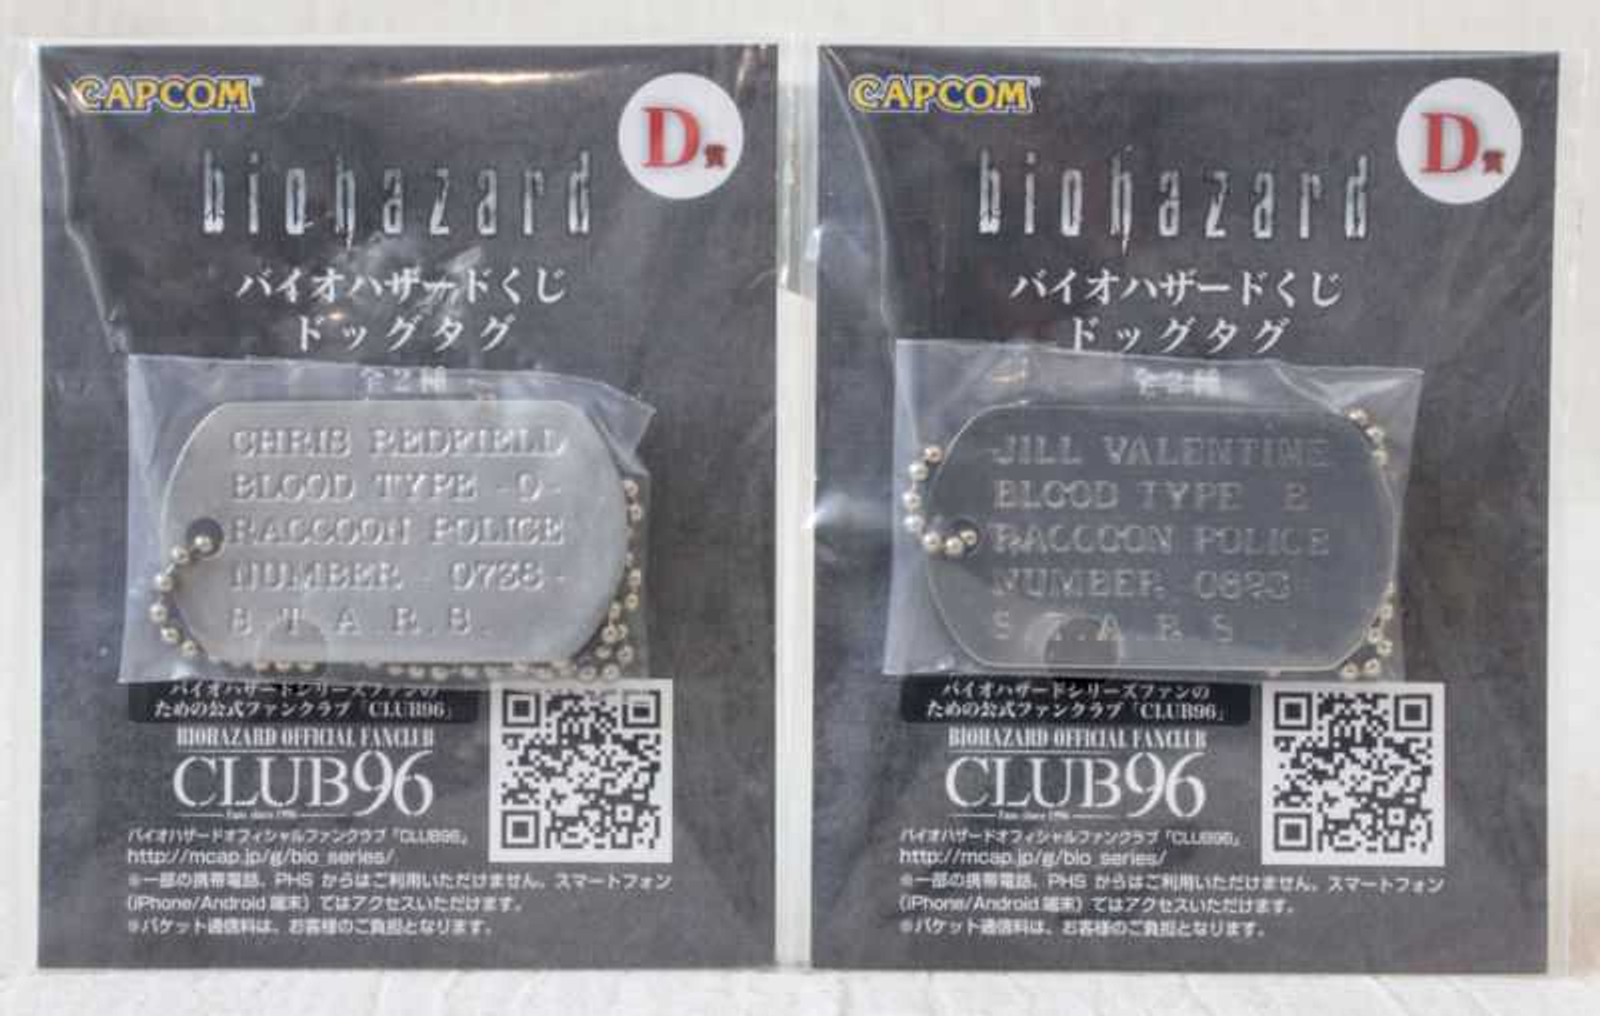 CAPCOM
D賞
biohazard
バイオハザードくじ
ドッグタグ
全2種
CHRIS REDFIELD
BLOOD TYPE -O-
RACCOON POLICE
NUMBER - 0738 -
S.T.A.R.S.
バイオハザードシリーズファンの
ための公式ファンクラブ「CLUB96」
BIOHAZARD OFFICIAL FANCLUB
CLUB96
Fans since 1996
バイオハザードオフィシャルファンクラブ「CLUB96」
http://mcap.jp/g/bio_series/
※一部の携帯電話、PHS からはご利用いただけません。スマートフォン
(iPhone/Android 端末) ではアクセスいただけます。
※パケット通信料は、お客様のご負担となります。
CAPCOM
D賞
biohazard
バイオハザードくじ
ドッグタグ
全2種
JILL VALENTINE
BLOOD TYPE B
RACCOON POLICE
NUMBER 0823
S.T.A.R.S
バイオハザードシリーズファンの
ための公式ファンクラブ「CLUB96」
BIOHAZARD OFFICIAL FANCLUB
CLUB96
Fans since 1996
バイオハザードオフィシャルファンクラブ「CLUB96」
http://mcap.jp/g/bio_series/
※一部の携帯電話、PHS からはご利用いただけません。スマートフォン
(iPhone/Android 端末) ではアクセスいただけます。
※パケット通信料は、お客様のご負担となります。